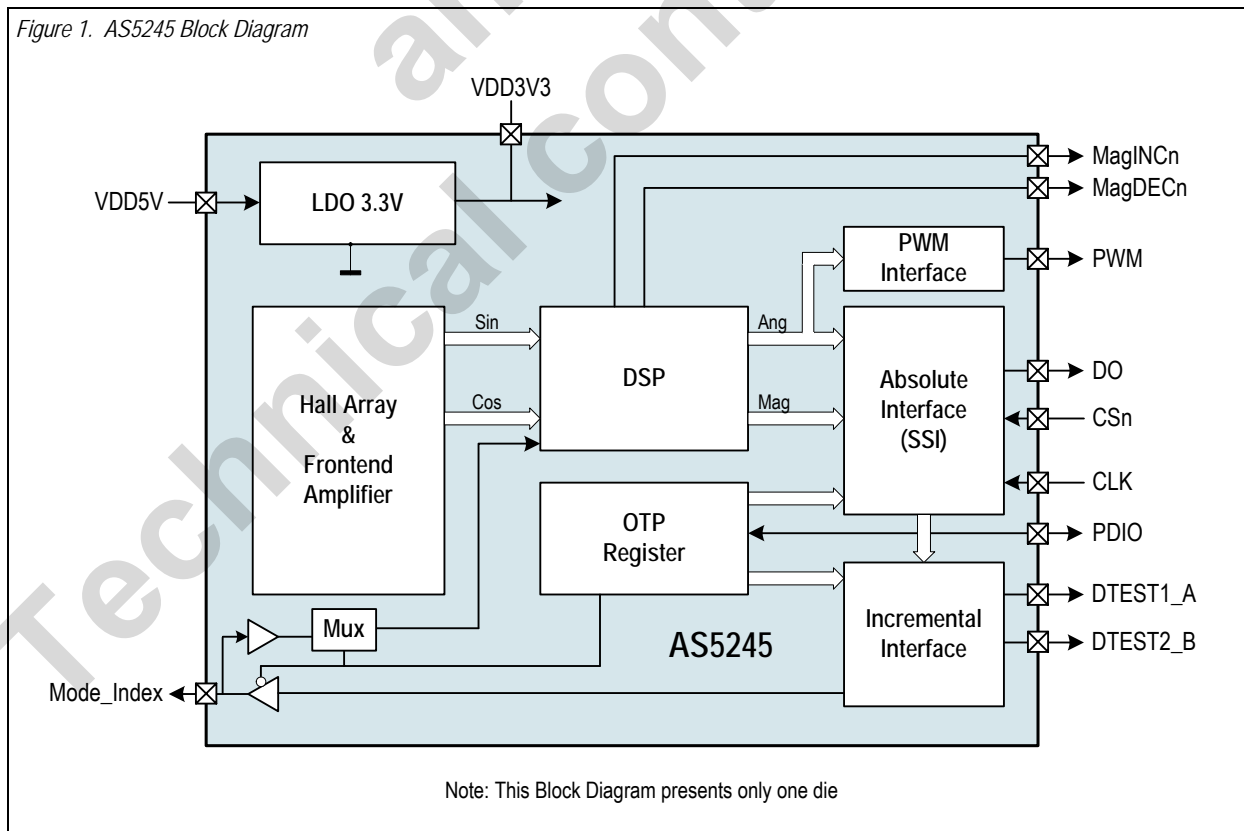 Figure 1. AS5245 Block Diagram
VDD3V3
VDD5V
LDO 3.3V
MagINCn
MagDECn
PWM
Interface
PWM
Hall Array
&
Frontend
Amplifier
Sin
Cos
DSP
Ang
Mag
Absolute
Interface
(SSI)
DO
CSn
CLK
OTP
Register
PDIO
Incremental
Interface
DTEST1_A
DTEST2_B
Mux
AS5245
Mode_Index
Note: This Block Diagram presents only one die
Technical